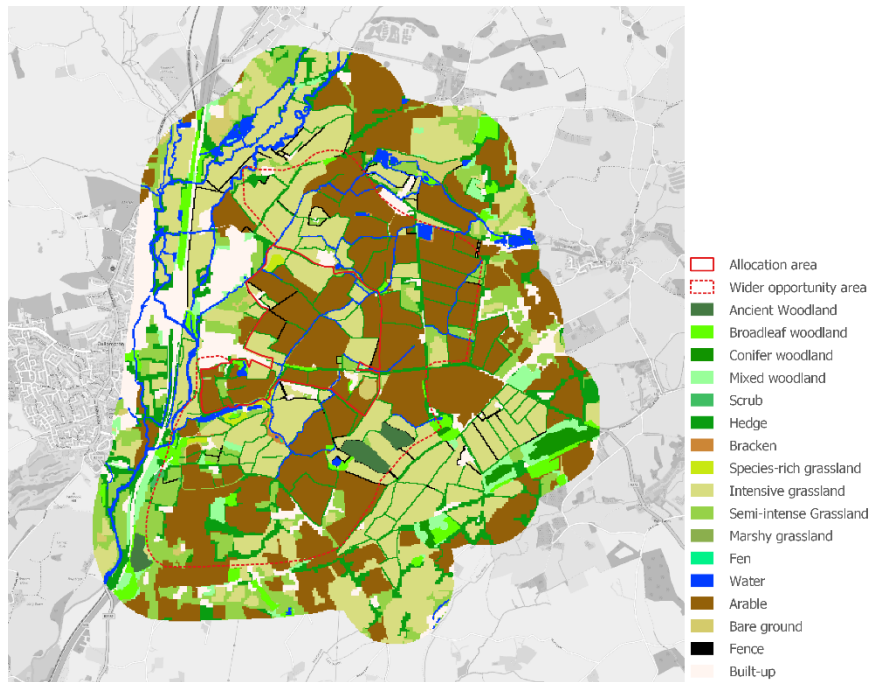 Allocation area
Wider opportunity area
Ancient Woodland
Broadleaf woodland
Conifer woodland
Mixed woodland
Scrub
Hedge
Bracken
Species-rich grassland
Intensive grassland
Semi-intense Grassland
Marshy grassland
Fen
Water
Arable
Bare ground
Fence
Built-up